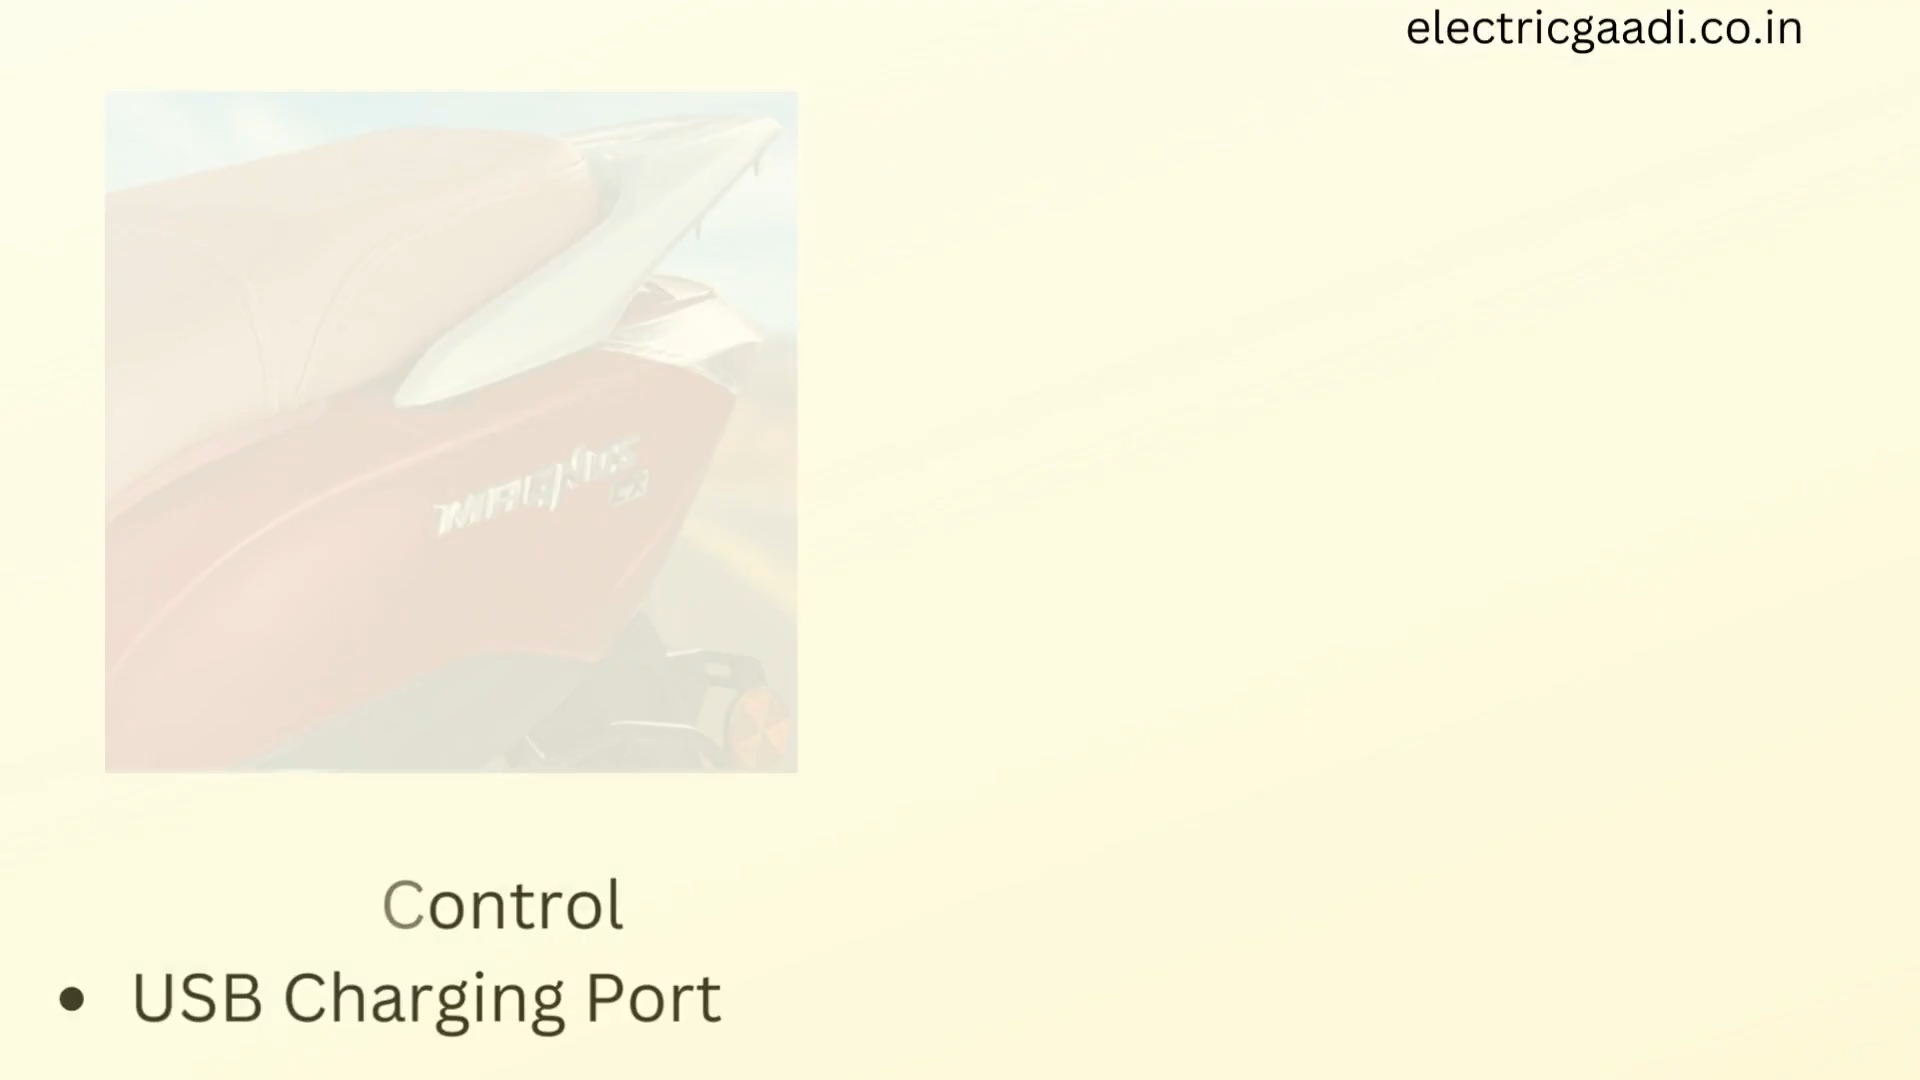 electricgaadi.co.in
Control
• USB Charging Port